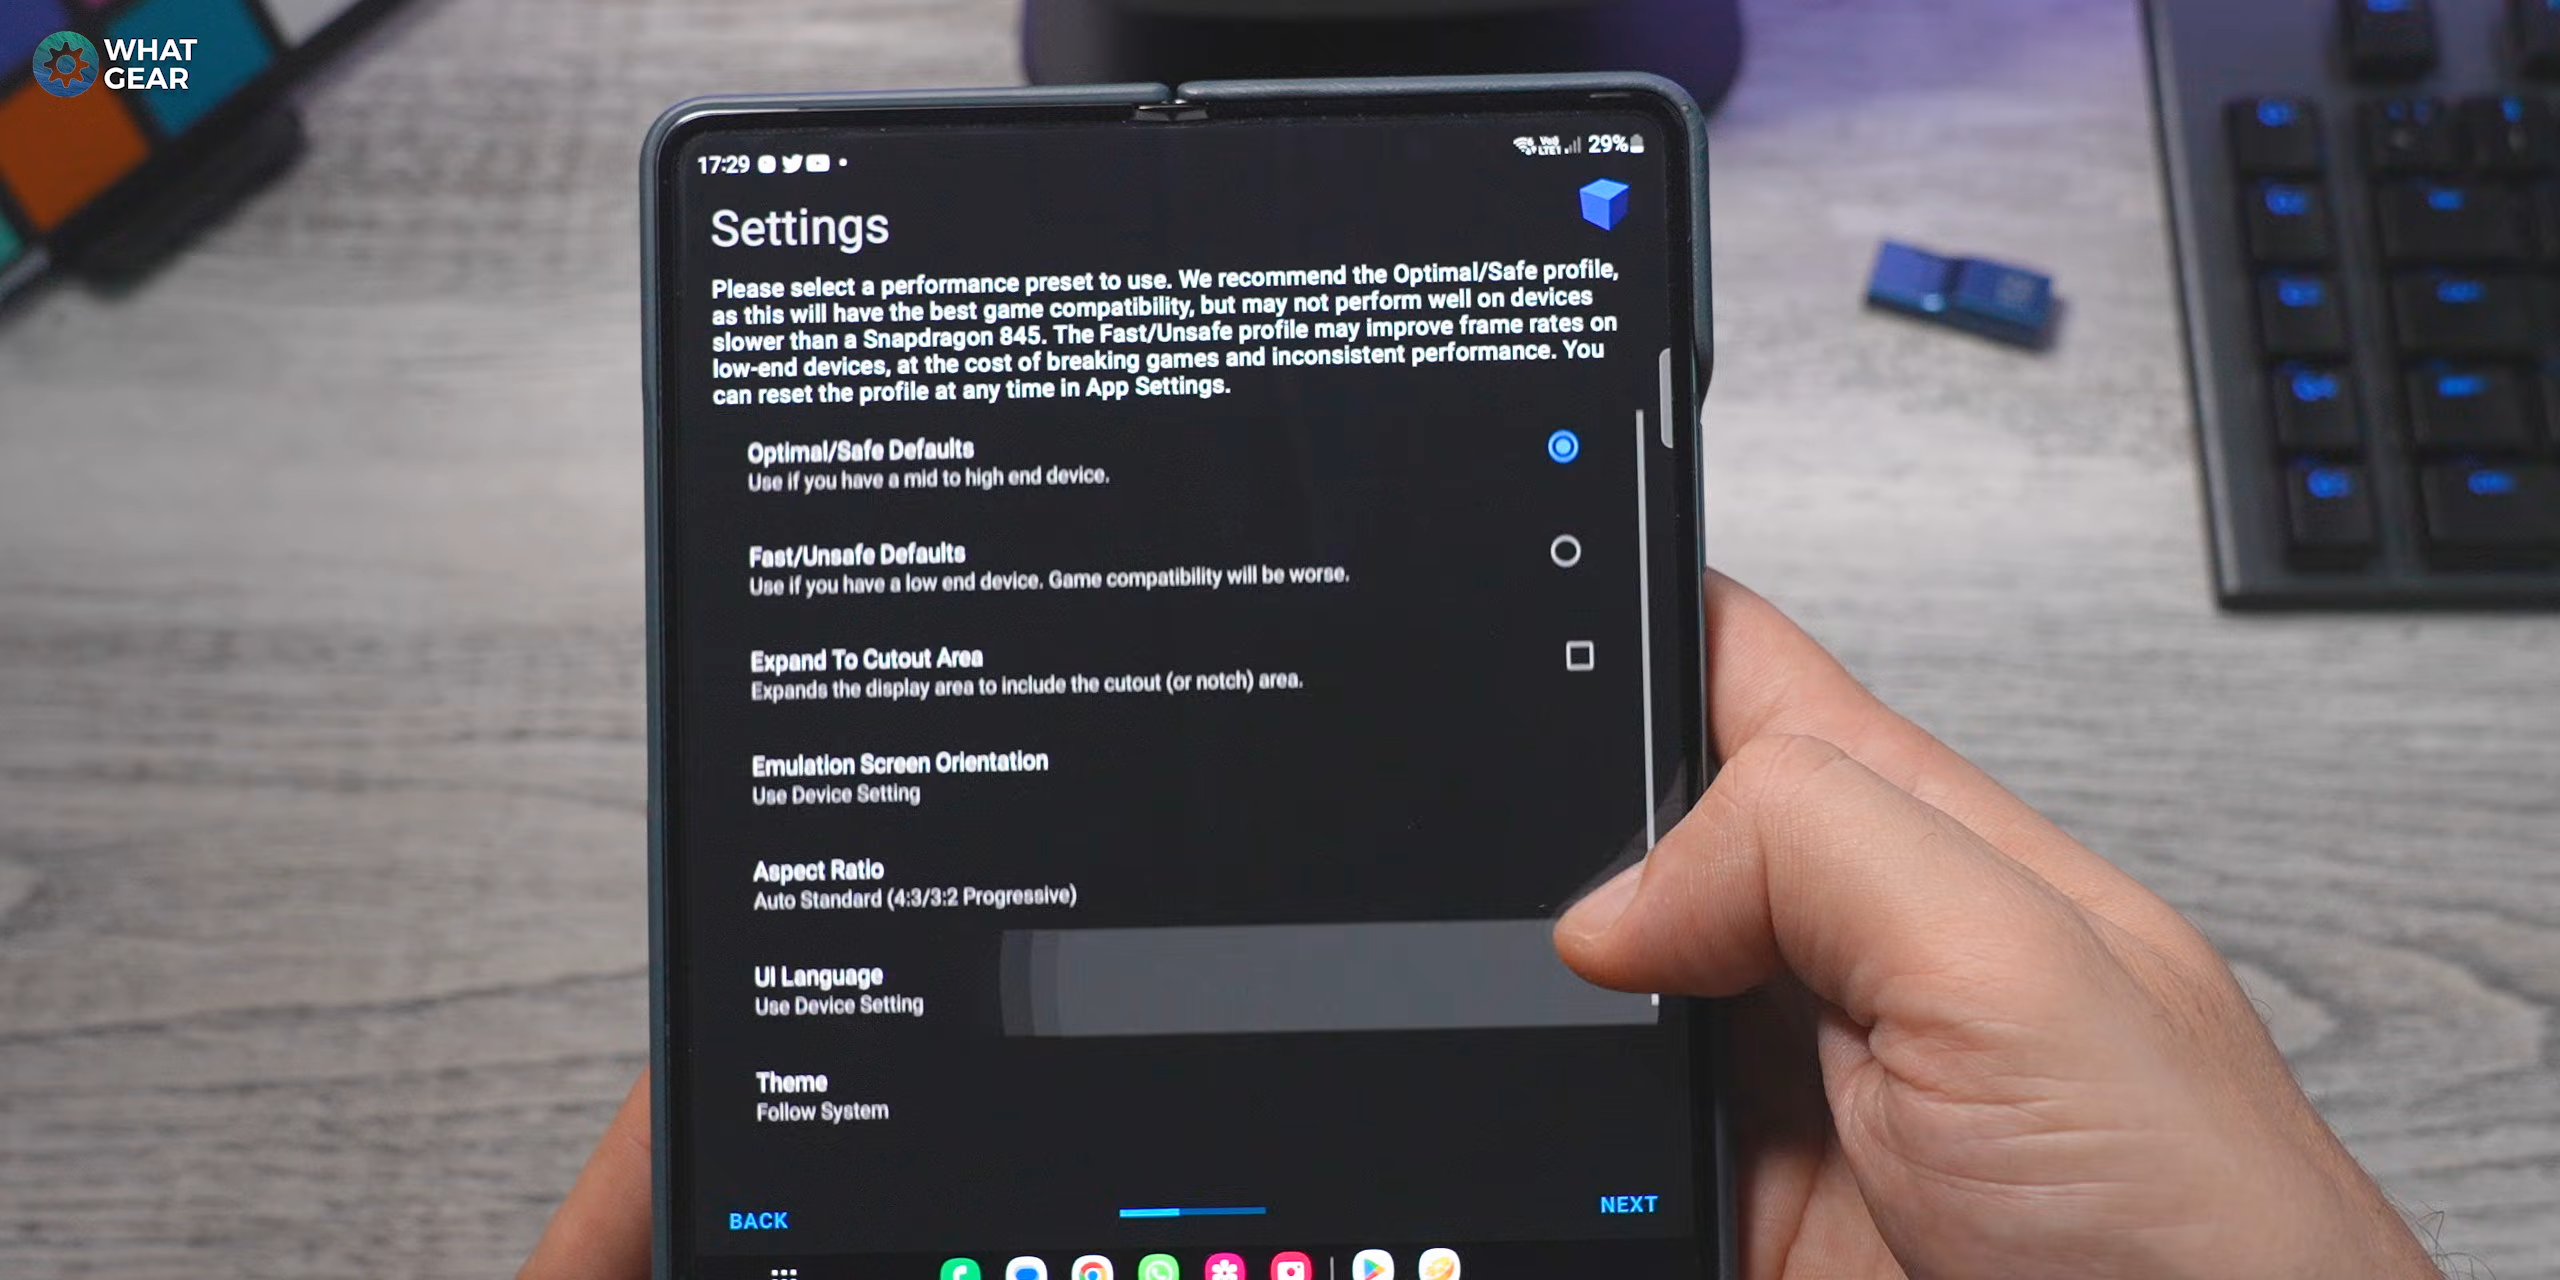 WHAT
GEAR
17:29
29%
Settings
Please select a performance preset to use. We recommend the Optimal/Safe profile,
as this will have the best game compatibility, but may not perform well on devices
slower than a Snapdragon 845. The Fast/Unsafe profile may improve frame rates on
low-end devices, at the cost of breaking games and inconsistent performance. You
can reset the profile at any time in App Settings.
Optimal/Safe Defaults
Use if you have a mid to high end device.
Fast/Unsafe Defaults
Use if you have a low end device. Game compatibility will be worse.
Expand To Cutout Area
Expands the display area to include the cutout (or notch) area.
Emulation Screen Orientation
Use Device Setting
Aspect Ratio
Auto Standard (4:3/3:2 Progressive)
UI Language
Use Device Setting
Theme
Follow System
BACK
NEXT